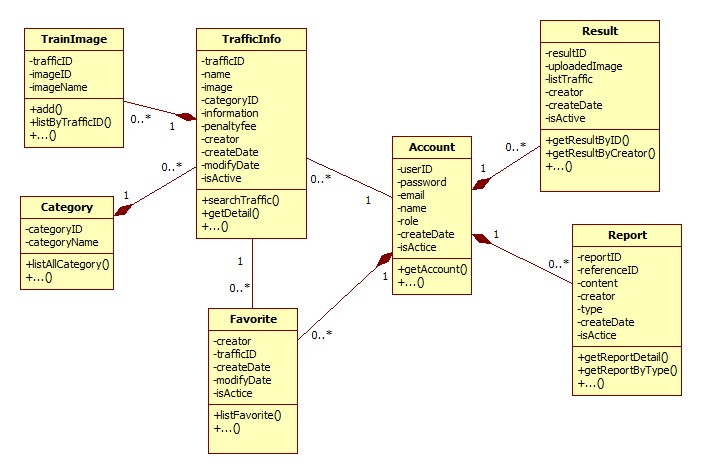 TrainImage
-trafficID
-imageID
-imageName
+add()
+listByTrafficID()
+...()
TrafficInfo
-trafficID
-name
-image
-categoryID
-information
-penaltyfee
-creator
-createDate
-modifyDate
-isActive
+searchTraffic()
+getDetail()
+...()
Result
-resultID
-uploadedImage
-listTraffic
-creator
-createDate
-isActive
+getResultByID()
+getResultByCreator()
+...()
0..*
1
Account
-userID
-password
-email
-name
-role
-createDate
-isActice
+getAccount()
+...()
0..*
1
0..*
1
0..*
1
Category
-categoryID
-categoryName
+listAllCategory()
+...()
Report
-reportID
-referenceID
-content
-creator
-type
-createDate
-isActice
+getReportDetail()
+getReportByType()
+...()
1
0..*
1
0..*
1
0..*
Favorite
-creator
-trafficID
-createDate
-modifyDate
-isActice
+listFavorite()
+...()